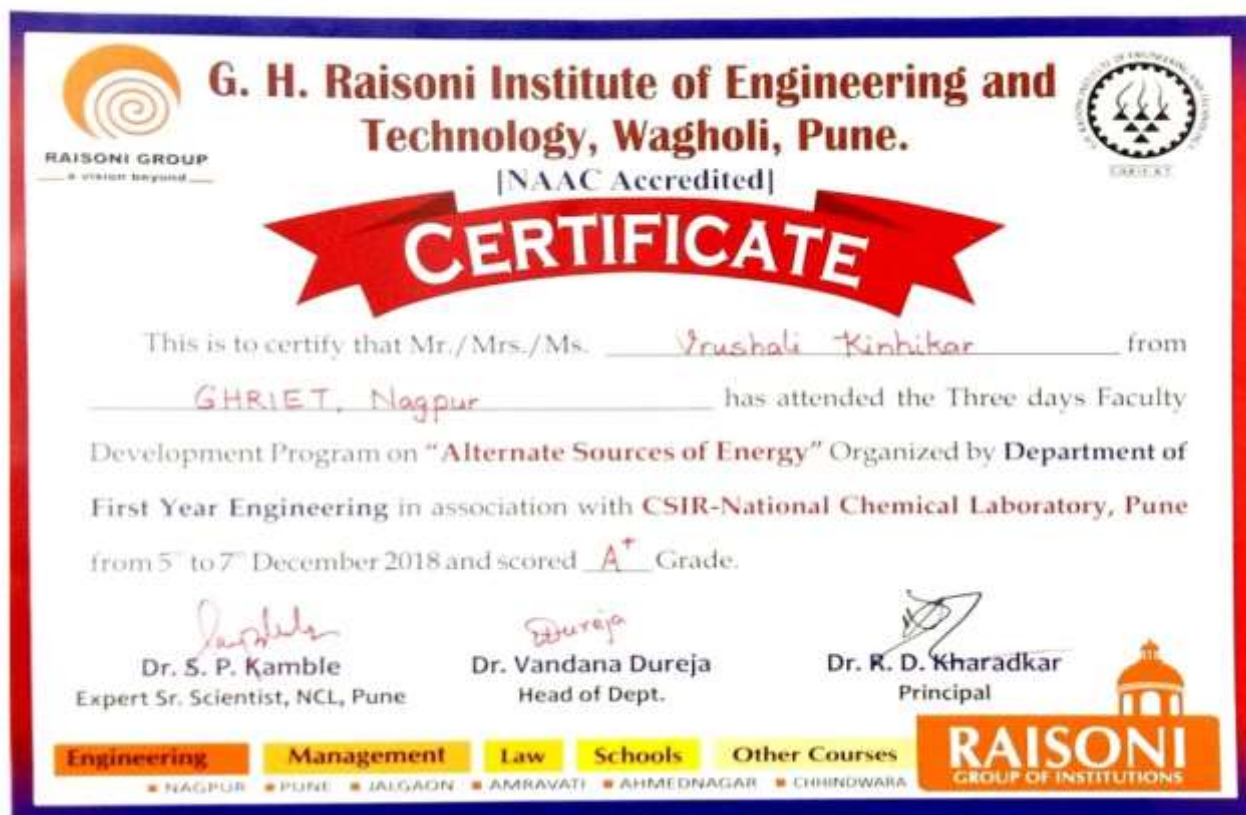 G. H. Raisoni Institute of Engineering and
Technology, Wagholi, Pune.
[NAAC Accredited]
RAISONI GROUP
a vision beyond
CERTIFICATE
This is to certify that Mr./Mrs./Ms. Vrushali Kinhikar from
GHRIET, Nagpur has attended the Three days Faculty
Development Program on "Alternate Sources of Energy" Organized by Department of
First Year Engineering in association with CSIR-National Chemical Laboratory, Pune
from 5th to 7th December 2018 and scored A+ Grade.
Dureja
Dr. S. P. Kamble
Expert Sr. Scientist, NCL, Pune
Dr. Vandana Dureja
Head of Dept.
Dr. R. D. Kharadkar
Principal
Engineering Management Law Schools Other Courses
NAGPUR PUNE JALGAON AMRAVATI AHMEDNAGAR CHHINDWARA
RAISONI
GROUP OF INSTITUTIONS